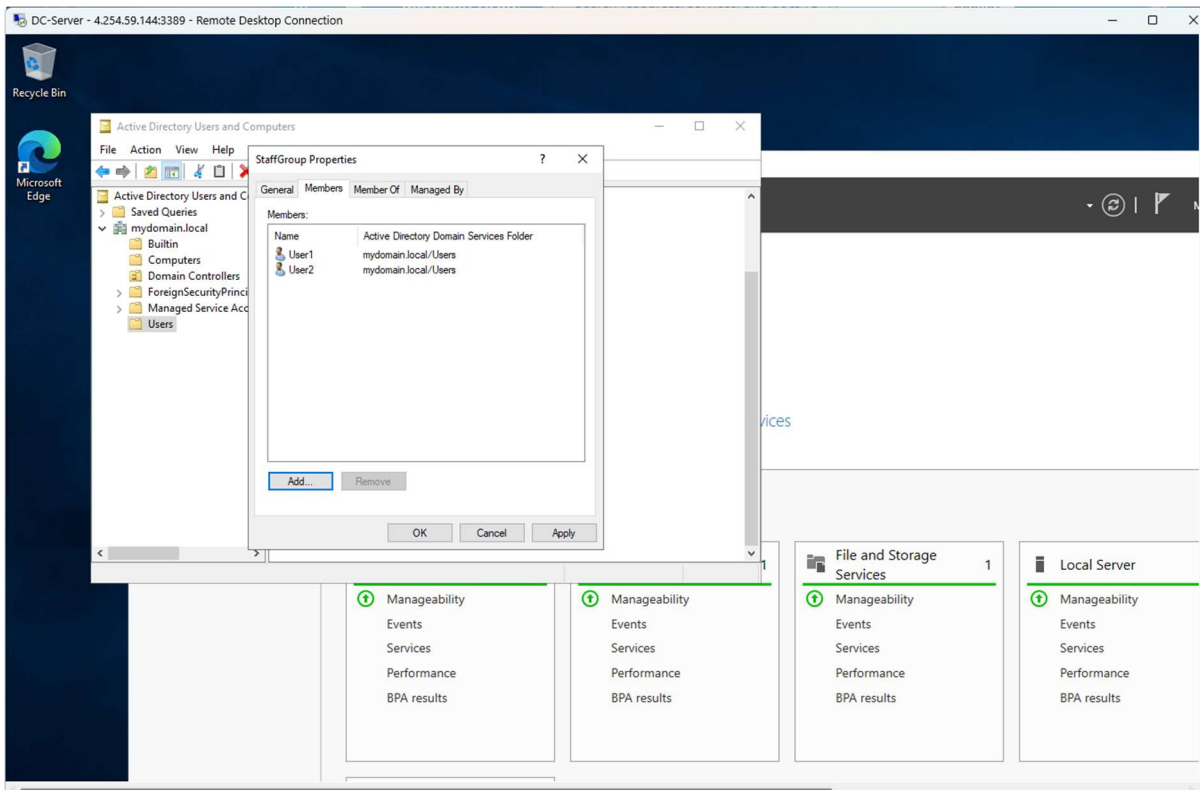 DC-Server - 4.254.59.144:3389 - Remote Desktop Connection
Recycle Bin
Microsoft
Edge
Active Directory Users and Computers
File Action View Help
Active Directory Users and C
Saved Queries
mydomain.local
Builtin
Computers
Domain Controllers
ForeignSecurityPrinci
Managed Service Acc
Users
StaffGroup Properties
General Members Member Of Managed By
Members:
Name Active Directory Domain Services Folder
User1 mydomain.local/Users
User2 mydomain.local/Users
Add... Remove
OK Cancel Apply
vices
1
Manageability
Events
Services
Performance
BPA results
Manageability
Events
Services
Performance
BPA results
File and Storage
Services 1
Manageability
Events
Services
Performance
BPA results
Local Server
Manageability
Events
Services
Performance
BPA results